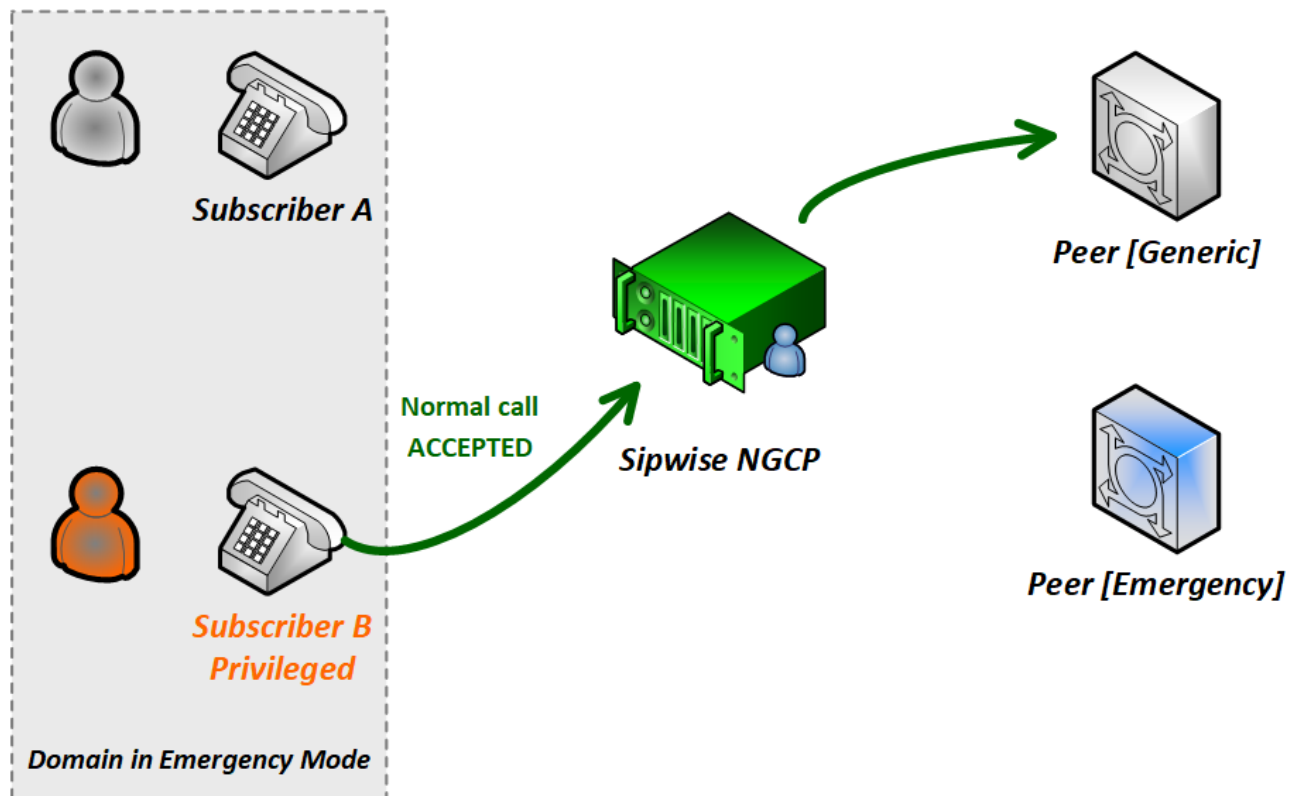 Subscriber A
Peer [Generic]
Normal call
ACCEPTED
Sipwise NGCP
Peer [Emergency]
Subscriber B
Privileged
Domain in Emergency Mode